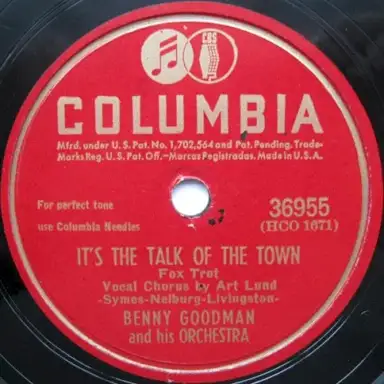 CBS
COLUMBIA
Mfrd. under U.S. Pat. No. 1,702,564 and Pat. Pending. Trade-
Marks Reg. U.S. Pat. Off.–Marcas Registradas. Made in U.S.A.
For perfect tone
use Columbia Needles
36955
(HCO 1671)
IT'S THE TALK OF THE TOWN
Fox Trot
Vocal Chorus by Art Lund
-Symes-Nelburg-Livingston-
BENNY GOODMAN
and his ORCHESTRA